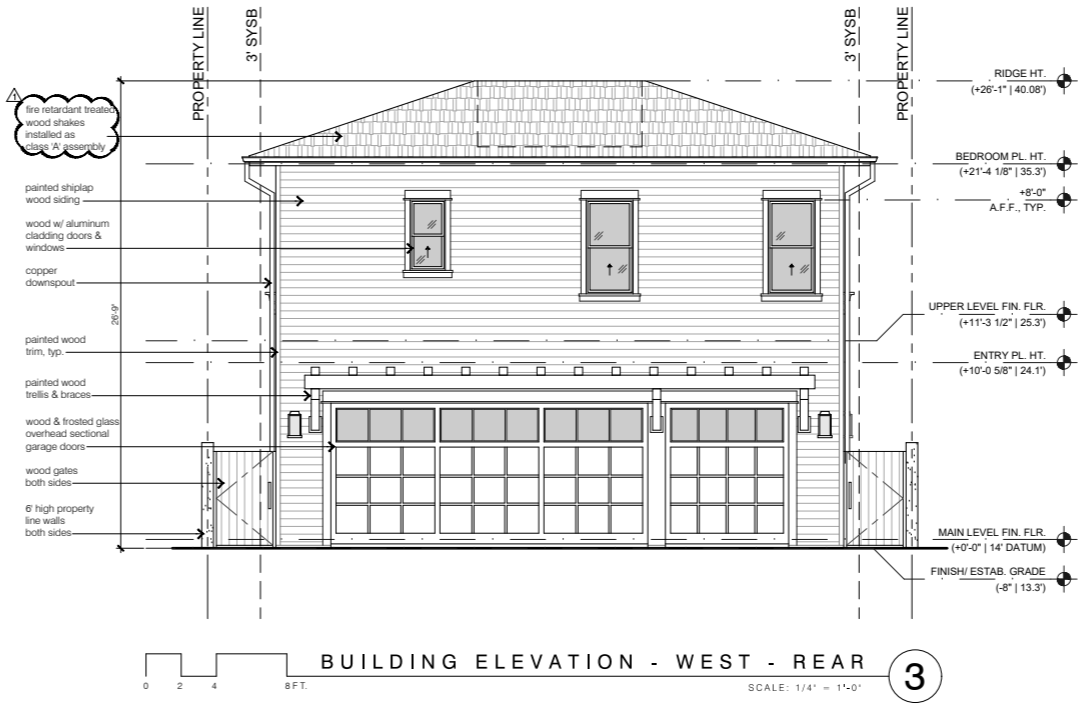 PROPERTY LINE
3' SYSB
3' SYSB
PROPERTY LINE
1
fire retardant treated
wood shakes
installed as
class 'A' assembly
painted shiplap
wood siding
wood w/ aluminum
cladding doors &
windows
copper
downspout
26'-9"
painted wood
trim, typ.
painted wood
trellis & braces
wood & frosted glass
overhead sectional
garage doors
wood gates
both sides
6' high property
line walls
both sides
RIDGE HT.
(+26'-1" | 40.08')
BEDROOM PL. HT.
(+21'-4 1/8" | 35.3')
+8'-0"
A.F.F., TYP.
UPPER LEVEL FIN. FLR.
(+11'-3 1/2" | 25.3')
ENTRY PL. HT.
(+10'-0 5/8" | 24.1')
MAIN LEVEL FIN. FLR.
(+0'-0" | 14' DATUM)
FINISH/ ESTAB. GRADE
(-8" | 13.3')
0 2 4 8 FT.
BUILDING ELEVATION - WEST - REAR
SCALE: 1/4" = 1'-0"
3